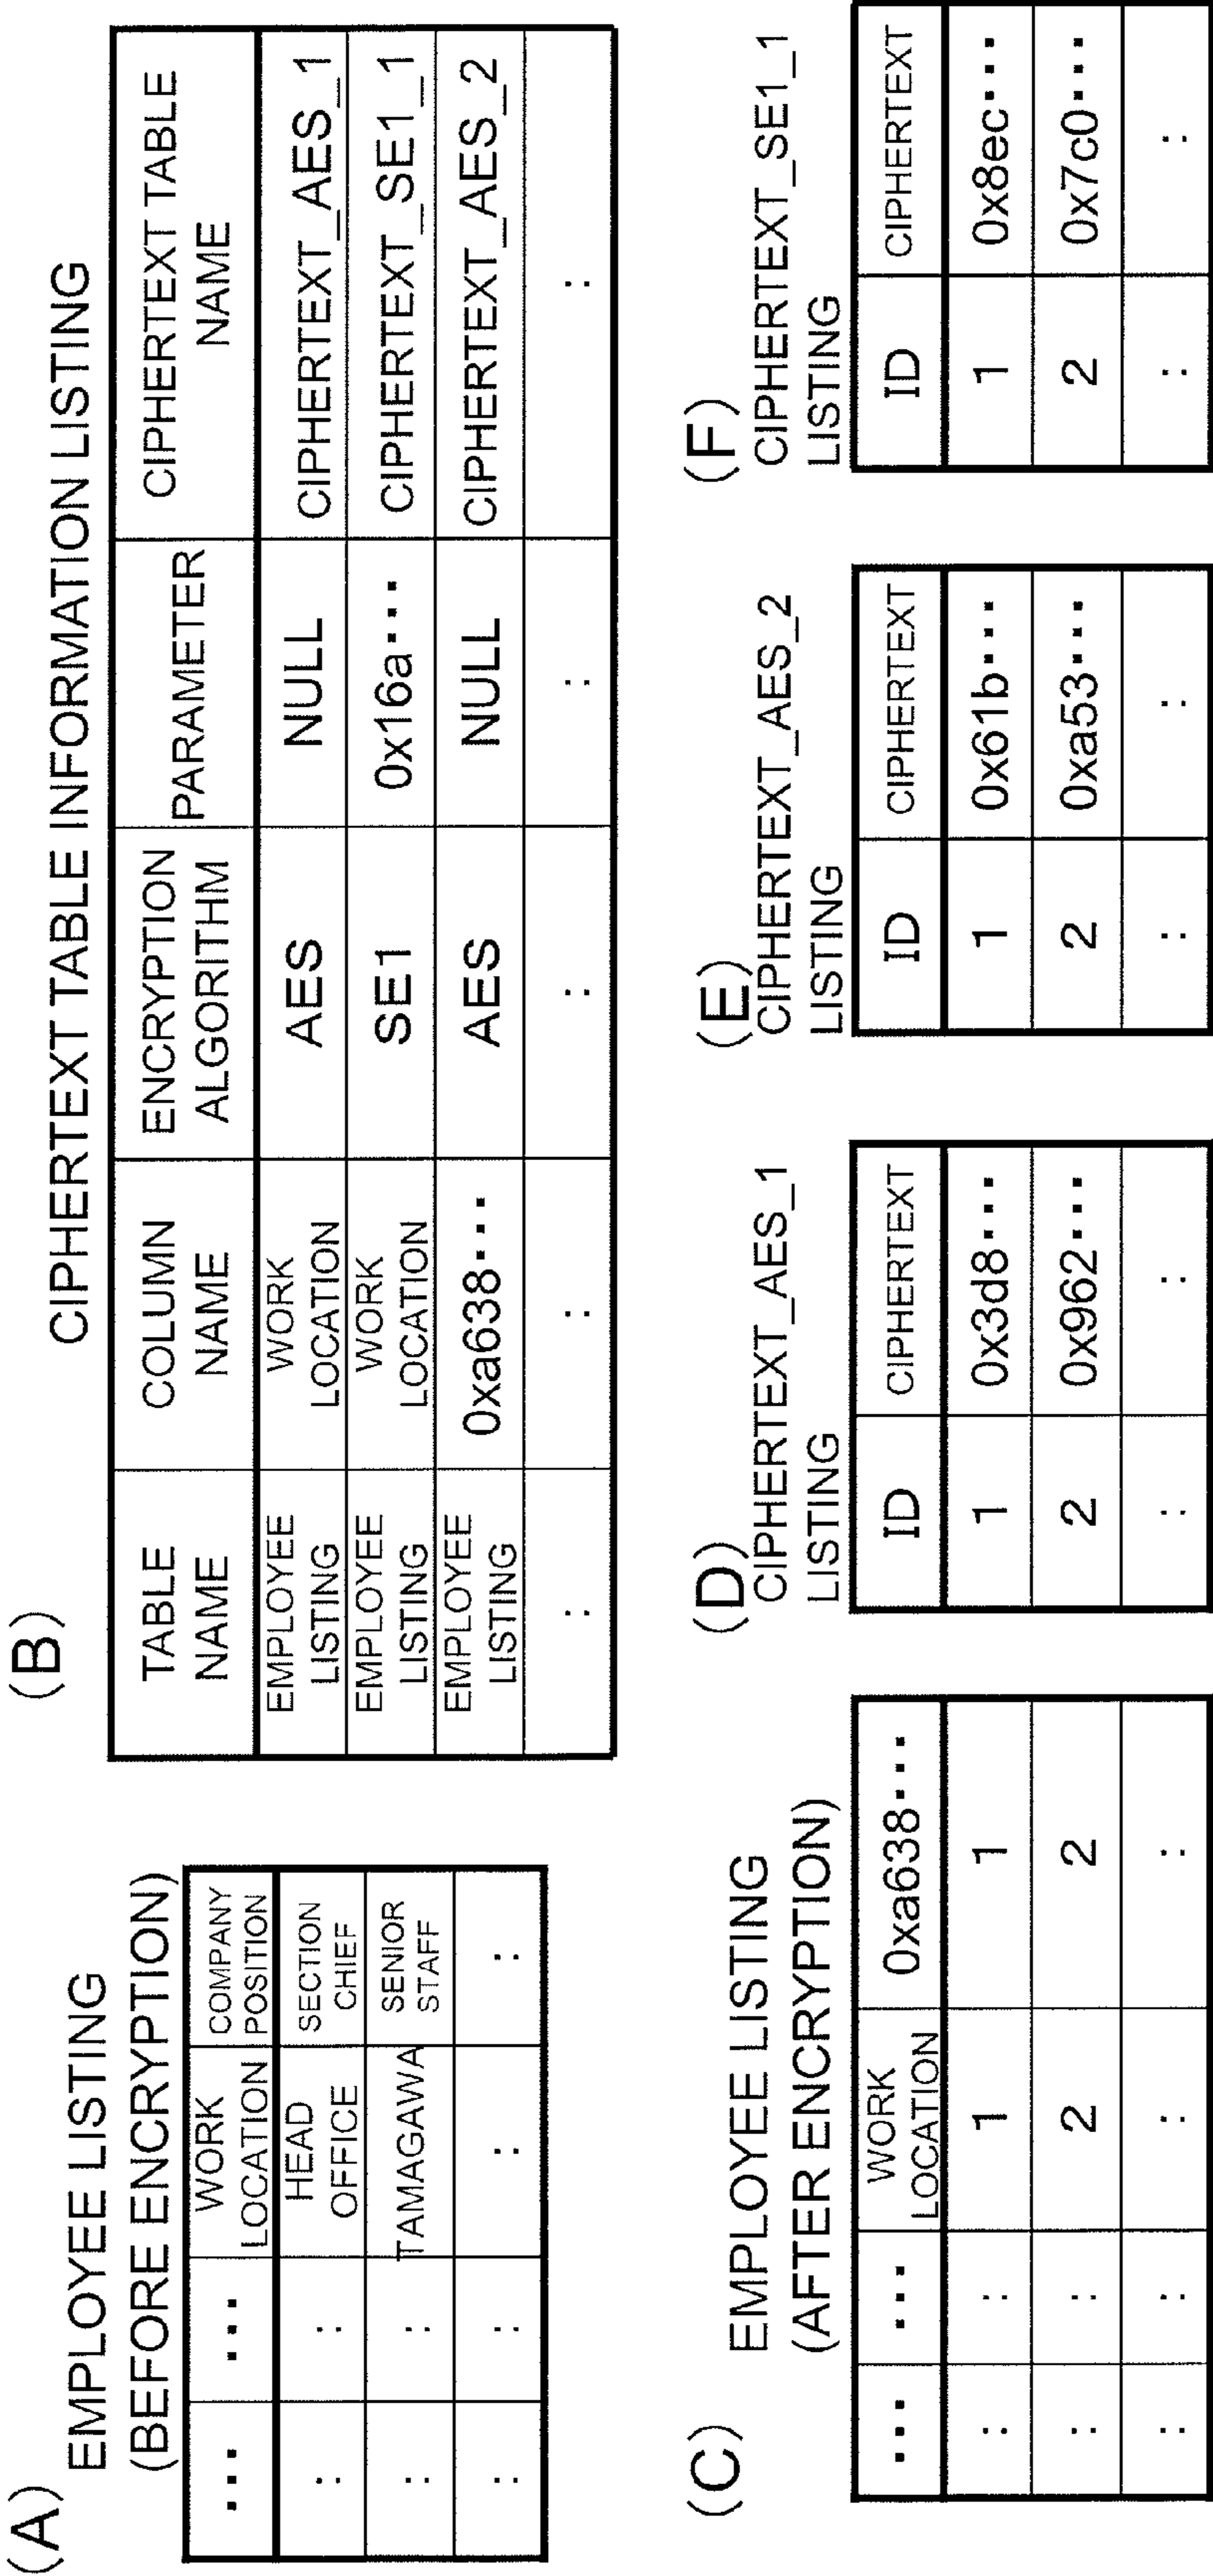 (A)
EMPLOYEE LISTING
(BEFORE ENCRYPTION)
... ... WORK LOCATION COMPANY POSITION
: : HEAD OFFICE SECTION CHIEF
: : TAMAGAWA SENIOR STAFF
: : : :
(B)
CIPHERTEXT TABLE INFORMATION LISTING
TABLE NAME COLUMN NAME ENCRYPTION ALGORITHM PARAMETER CIPHERTEXT TABLE NAME
EMPLOYEE LISTING WORK LOCATION AES NULL CIPHERTEXT_AES_1
EMPLOYEE LISTING WORK LOCATION SE1 0x16a... CIPHERTEXT_SE1_1
EMPLOYEE LISTING 0xa638... AES NULL CIPHERTEXT_AES_2
: : : : :
(C)
EMPLOYEE LISTING
(AFTER ENCRYPTION)
... ... WORK LOCATION 0xa638...
: : 1 1
: : 2 2
: : : :
(D)
CIPHERTEXT_AES_1
LISTING
ID CIPHERTEXT
1 0x3d8...
2 0x962...
: :
(E)
CIPHERTEXT_AES_2
LISTING
ID CIPHERTEXT
1 0x61b...
2 0xa53...
: :
(F)
CIPHERTEXT_SE1_1
LISTING
ID CIPHERTEXT
1 0x8ec...
2 0x7c0...
: :